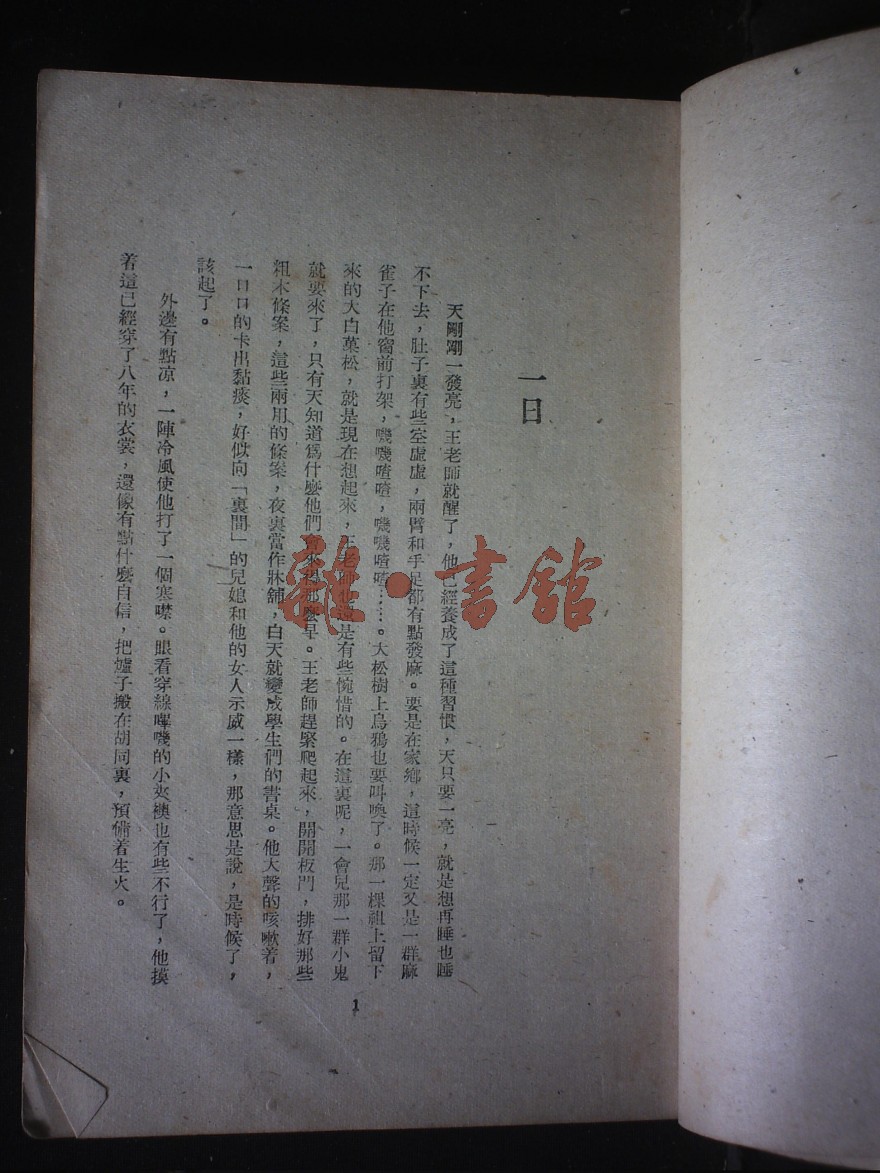 一日
天剛剛一發亮，王老師就醒了，他已經養成了這種習慣，天只要一亮，就是想再睡也睡
不下去，肚子裏有些空虛虛，兩臂和手足都有點發麻。要是在家鄉，這時候一定又是一群麻
雀子在他窗前打架，嘰嘰喳喳，嘰嘰喳喳……。大松樹上烏鴉也要叫喚了。那一棵祖上留下
來的大白菓松，就是現在想起來，王老師也還是有些惋惜的。在這裏呢，一會兒那一群小鬼
就要來了，只有天知道爲什麼他們會來得那麼早。王老師趕緊爬起來，開開板門，排好那些
粗木條案，這些兩用的條案，夜裏當作牀鋪，白天就變成學生們的書桌。他大聲的咳嗽着，
一口口的卡出黏痰，好似向「裏間」的兒媳和他的女人示威一樣，那意思是說，是時候了，
該起了。
外邊有點凉，一陣冷風使他打了一個寒噤。眼看穿線嗶嘰的小夾襖也有些不行了，他摸
着這已經穿了八年的衣裳，還像有點什麼自信，把爐子搬在胡同裏，預備着生火。
1
雜·書館